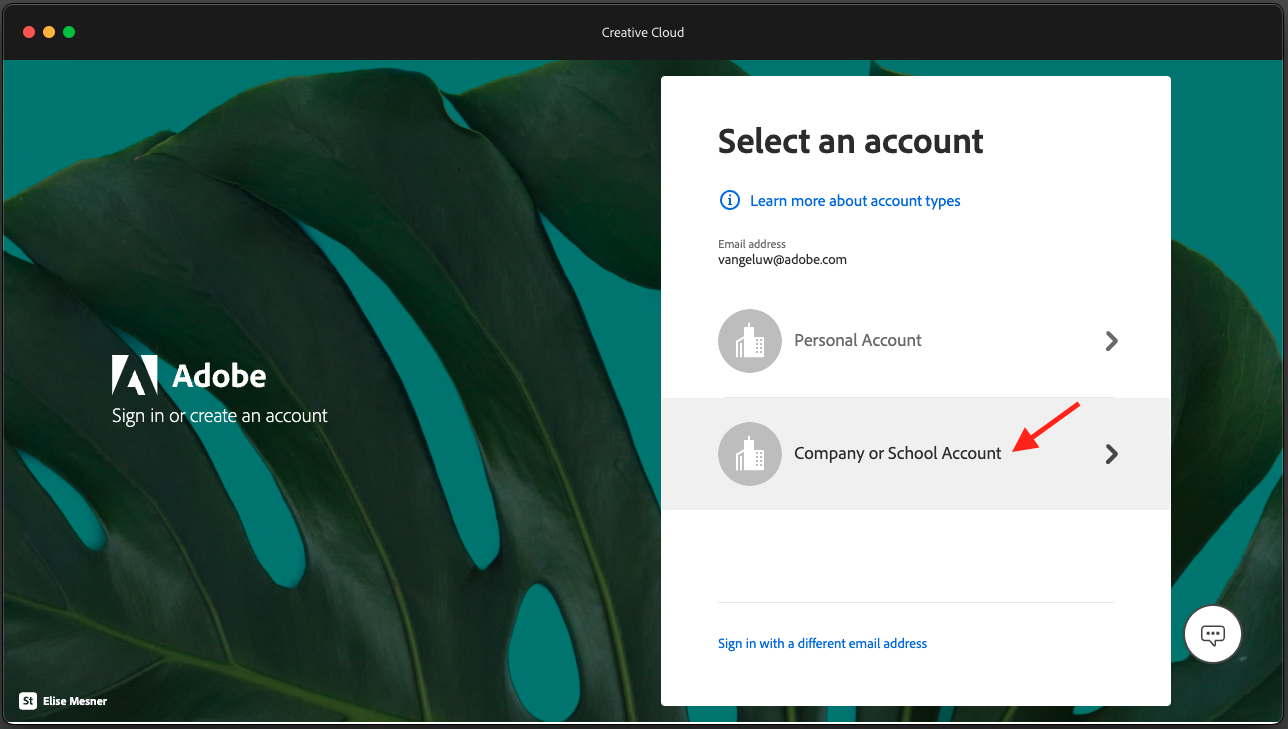 Creative Cloud
Adobe
Sign in or create an account
St Elise Mesner
Select an account
Learn more about account types
Email address
vangeluw@adobe.com
Personal Account
Company or School Account
Sign in with a different email address